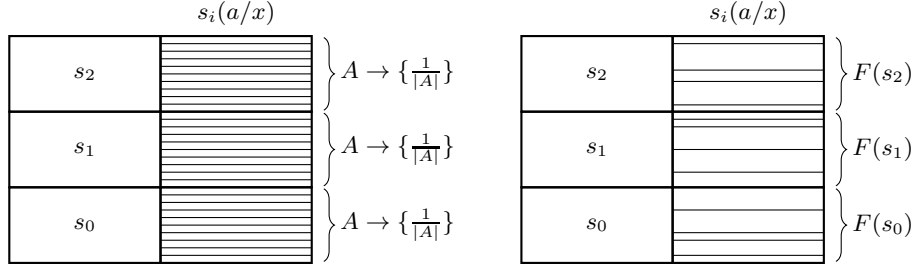 s_i(a/x) s_i(a/x)
s_2 A → {1/|A|} s_2 F(s_2)
s_1 A → {1/|A|} s_1 F(s_1)
s_0 A → {1/|A|} s_0 F(s_0)